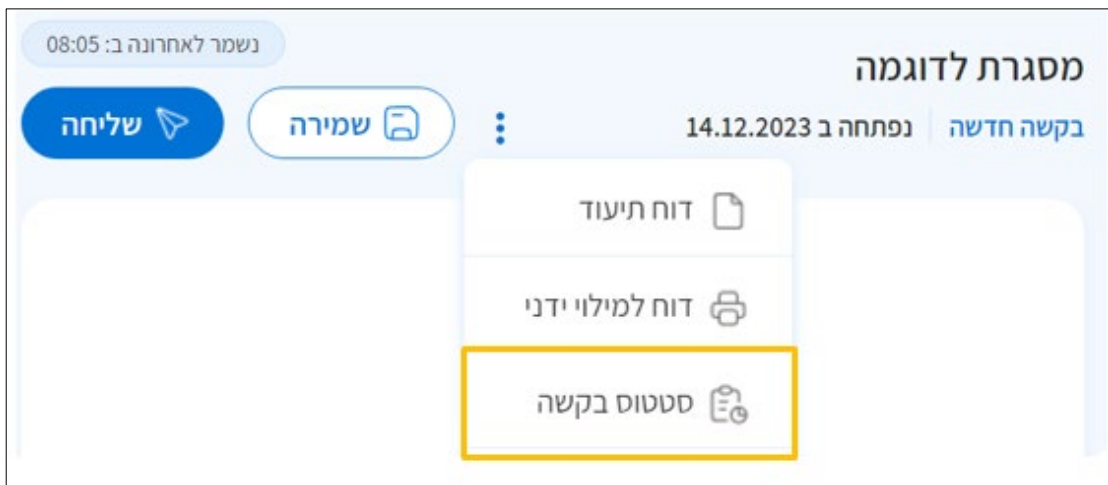 נשמר לאחרונה ב: 08:05
מסגרת לדוגמה
בקשה חדשה נפתחה ב 14.12.2023
שמירה
שליחה
דוח תיעוד
דוח למילוי ידני
סטטוס בקשה